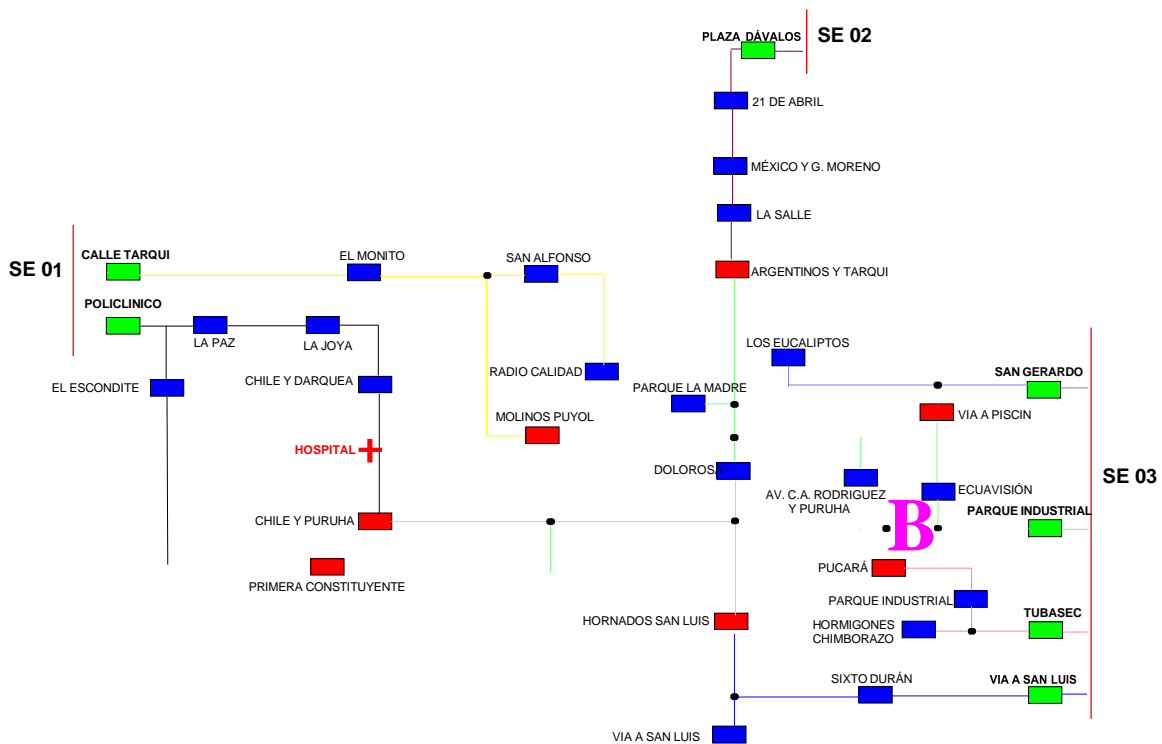 PLAZA DÁVALOS
SE 02
21 DE ABRIL
MÉXICO Y G. MORENO
LA SALLE
ARGENTINOS Y TARQUI
SE 01
CALLE TARQUI
EL MONITO
SAN ALFONSO
POLICLINICO
LA PAZ
LA JOYA
EL ESCONDITE
CHILE Y DARQUEA
RADIO CALIDAD
MOLINOS PUYOL
HOSPITAL
CHILE Y PURUHA
PRIMERA CONSTITUYENTE
LOS EUCALIPTOS
PARQUE LA MADRE
SAN GERARDO
VIA A PISCIN
DOLOROSA
AV. C.A. RODRIGUEZ
Y PURUHA
ECUAVISIÓN
SE 03
PARQUE INDUSTRIAL
B
PUCARÁ
PARQUE INDUSTRIAL
HORMIGONES
CHIMBORAZO
TUBASEC
HORNADOS SAN LUIS
SIXTO DURÁN
VIA A SAN LUIS
VIA A SAN LUIS